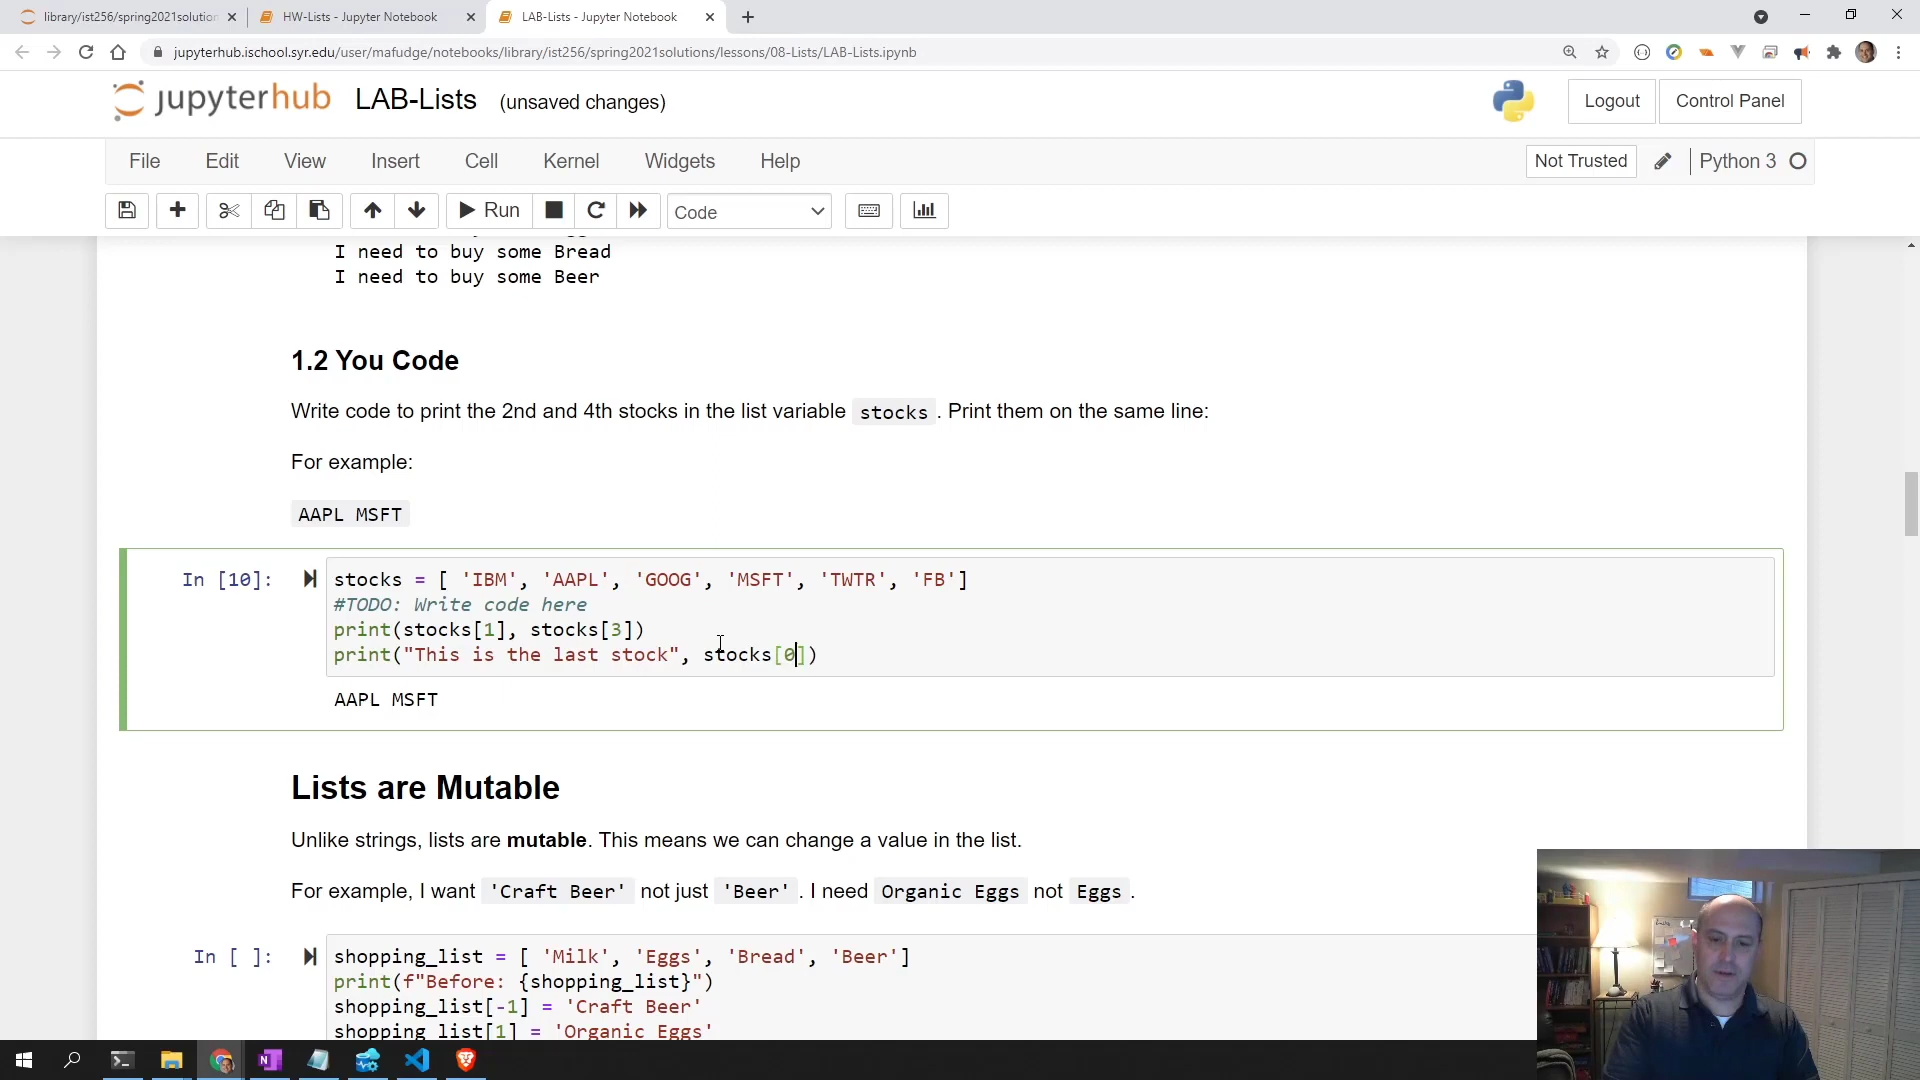 library/ist256/spring2021solution
HW-Lists - Jupyter Notebook
LAB-Lists - Jupyter Notebook
jupyterhub.ischool.syr.edu/user/mafudge/notebooks/library/ist256/spring2021solutions/lessons/08-Lists/LAB-Lists.ipynb
jupyterhub LAB-Lists (unsaved changes)
Logout Control Panel
File Edit View Insert Cell Kernel Widgets Help
Not Trusted Python 3
Run Code
I need to buy some Bread
I need to buy some Beer
1.2 You Code
Write code to print the 2nd and 4th stocks in the list variable stocks . Print them on the same line:
For example:
AAPL MSFT
In [10]: stocks = [ 'IBM', 'AAPL', 'GOOG', 'MSFT', 'TWTR', 'FB']
#TODO: Write code here
print(stocks[1], stocks[3])
print("This is the last stock", stocks[0])
AAPL MSFT
Lists are Mutable
Unlike strings, lists are mutable. This means we can change a value in the list.
For example, I want 'Craft Beer' not just 'Beer' . I need Organic Eggs not Eggs .
In [ ]: shopping_list = [ 'Milk', 'Eggs', 'Bread', 'Beer']
print(f"Before: {shopping_list}")
shopping_list[-1] = 'Craft Beer'
shopping_list[1] = 'Organic Eggs'